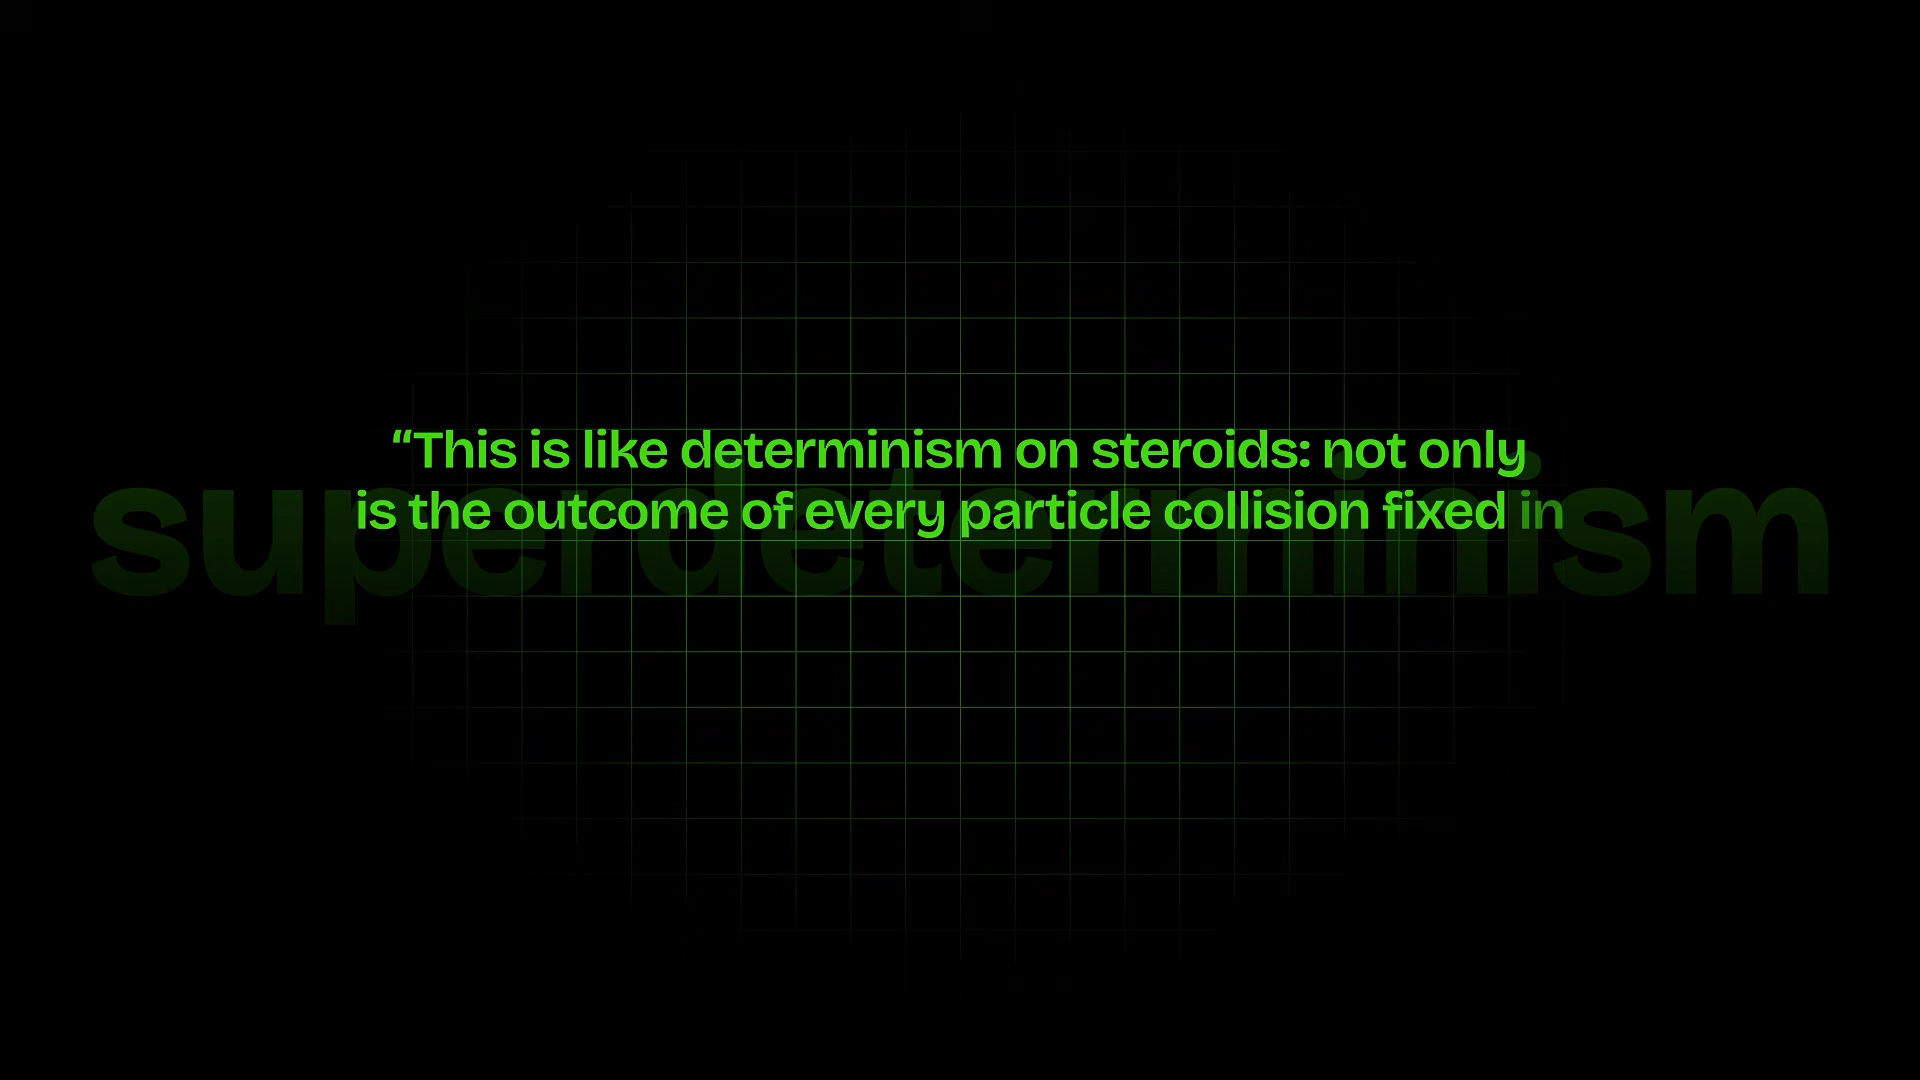 “This is like determinism on steroids: not only
is the outcome of every particle collision fixed in
superdeterminism